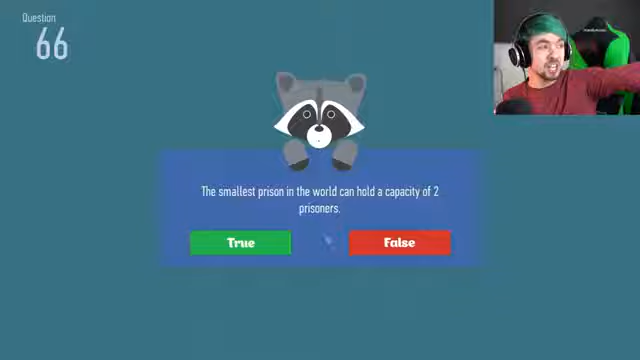 Question
66
The smallest prison in the world can hold a capacity of 2
prisoners.
True
False